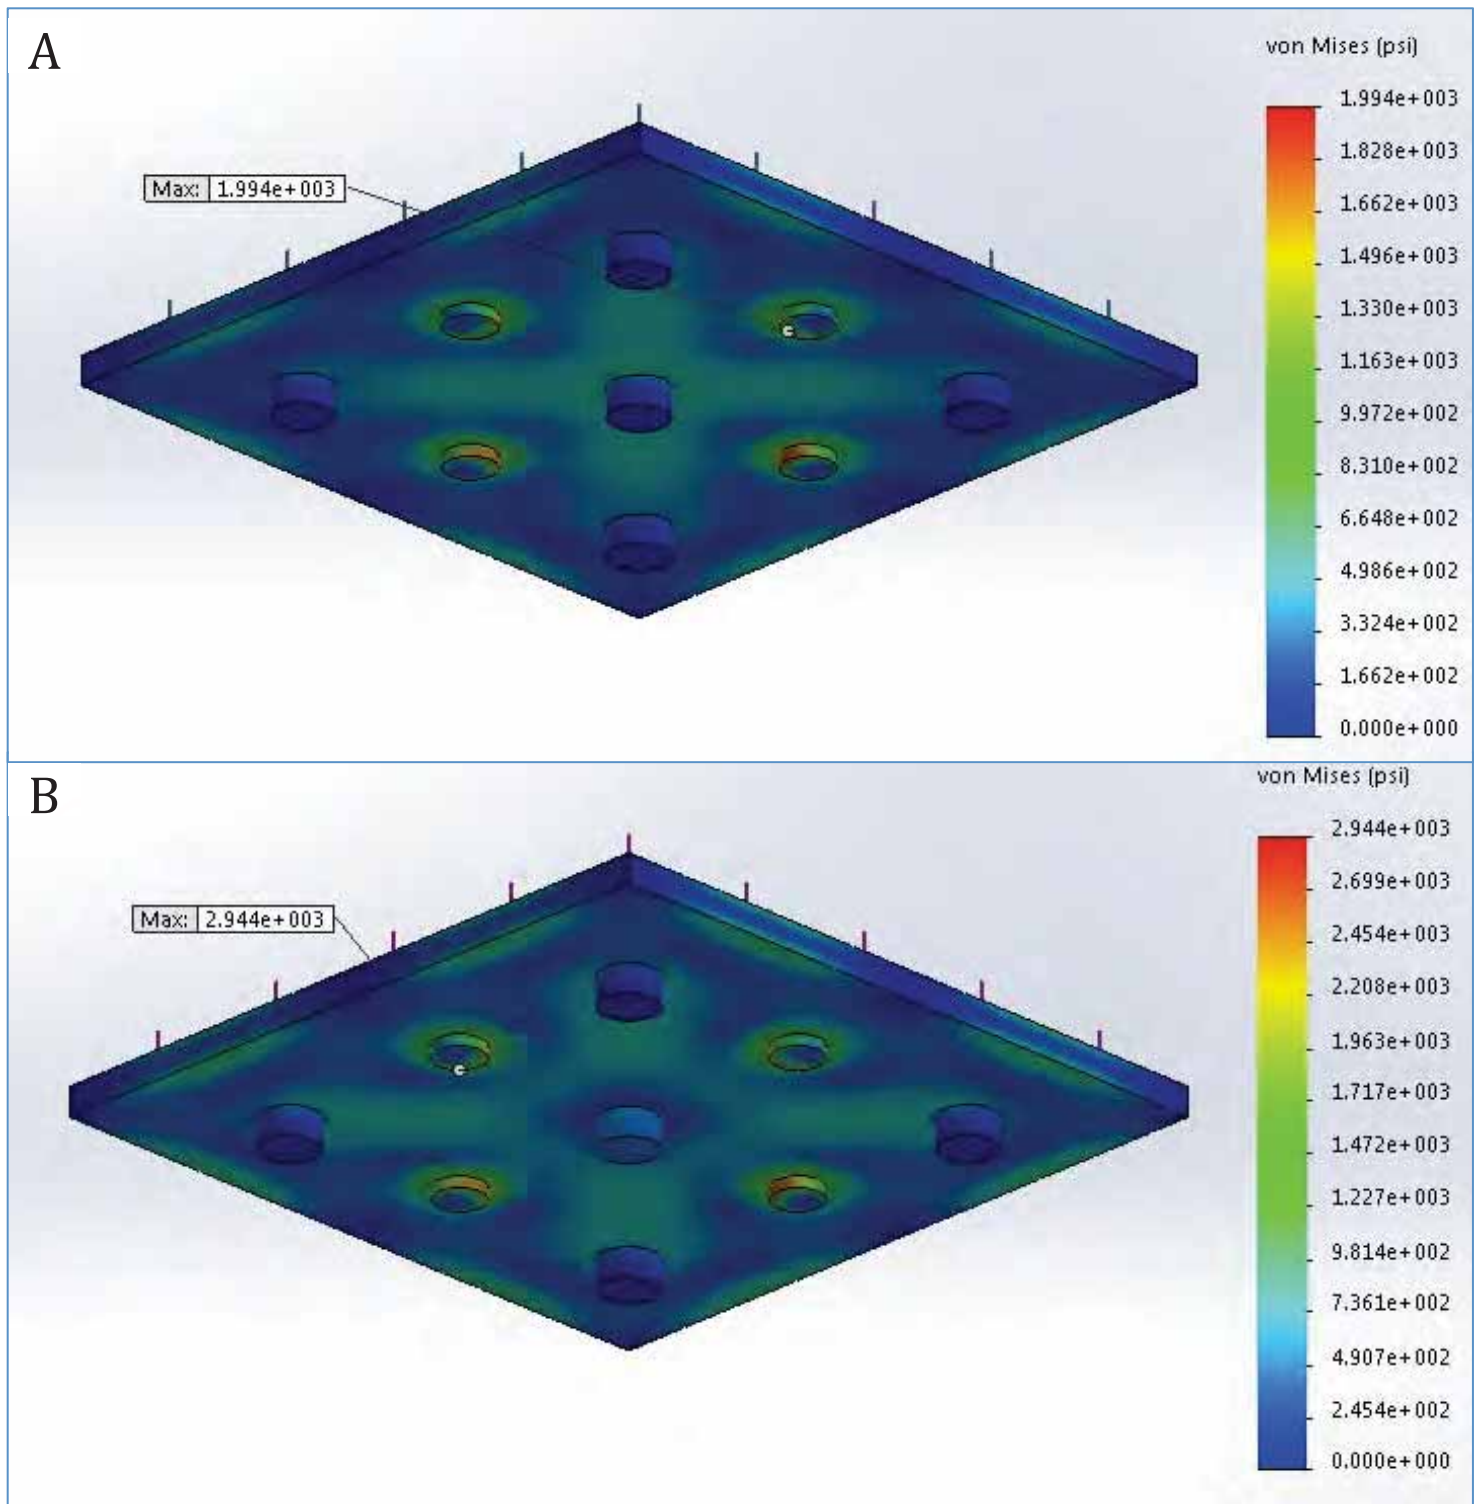 A
von Mises (psi)
Max: 1.994e+003
1.994e+003
1.828e+003
1.662e+003
1.496e+003
1.330e+003
1.163e+003
9.972e+002
8.310e+002
6.648e+002
4.986e+002
3.324e+002
1.662e+002
0.000e+000
B
von Mises (psi)
Max: 2.944e+003
2.944e+003
2.699e+003
2.454e+003
2.208e+003
1.963e+003
1.717e+003
1.472e+003
1.227e+003
9.814e+002
7.361e+002
4.907e+002
2.454e+002
0.000e+000